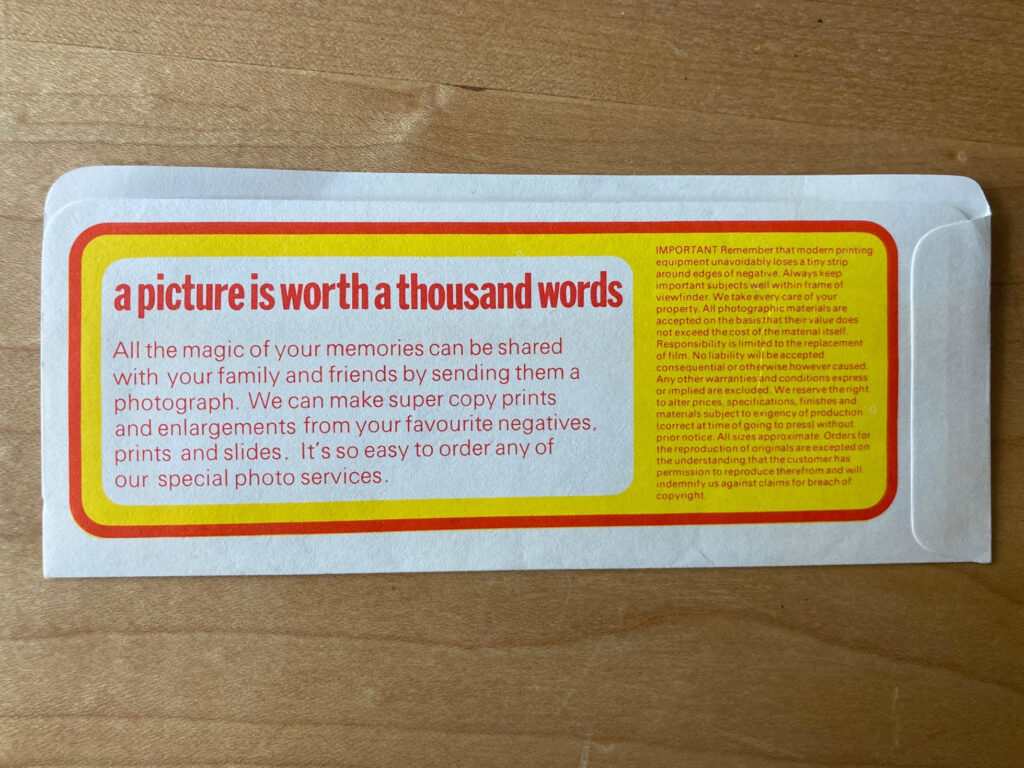 a picture is worth a thousand words
All the magic of your memories can be shared
with your family and friends by sending them a
photograph. We can make super copy prints
and enlargements from your favourite negatives,
prints and slides. It's so easy to order any of
our special photo services.
IMPORTANT Remember that modern printing
equipment unavoidably loses a tiny strip
around edges of negative. Always keep
important subjects well within frame of
viewfinder. We take every care of your
property. All photographic materials are
accepted on the basis that their value does
not exceed the cost of the material itself.
Responsibility is limited to the replacement
of film. No liability will be accepted
consequential or otherwise however caused.
Any other warranties and conditions express
or implied are excluded. We reserve the right
to alter prices, specifications, finishes and
materials subject to exigency of production
(correct at time of going to press) without
prior notice. All sizes approximate. Orders for
the reproduction of originals are excepted on
the understanding that the customer has
permission to reproduce therefrom and will
indemnify us against claims for breach of
copyright.